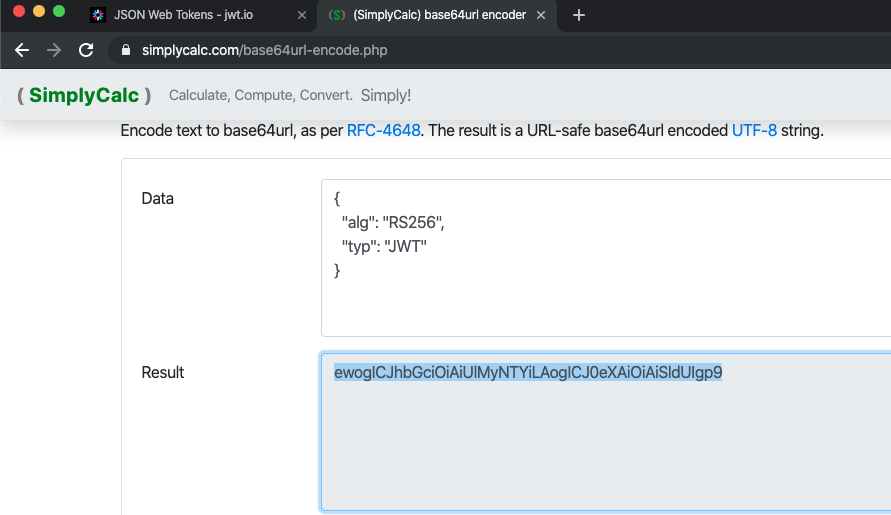 JSON Web Tokens - jwt.io
(S) (SimplyCalc) base64url encoder
simplycalc.com/base64url-encode.php
( SimplyCalc ) Calculate, Compute, Convert. Simply!
Encode text to base64url, as per RFC-4648. The result is a URL-safe base64url encoded UTF-8 string.
Data
{
  "alg": "RS256",
  "typ": "JWT"
}
Result
ewogICJhbGciOiAiUlMyNTYiLAogICJ0eXAiOiAiSldUIgp9